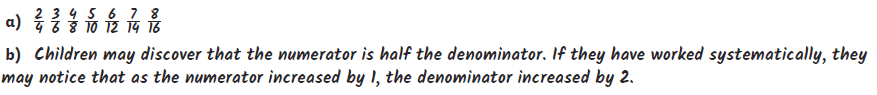 a) 2/4 3/6 4/8 5/10 6/12 7/14 8/16
b) Children may discover that the numerator is half the denominator. If they have worked systematically, they
may notice that as the numerator increased by 1, the denominator increased by 2.